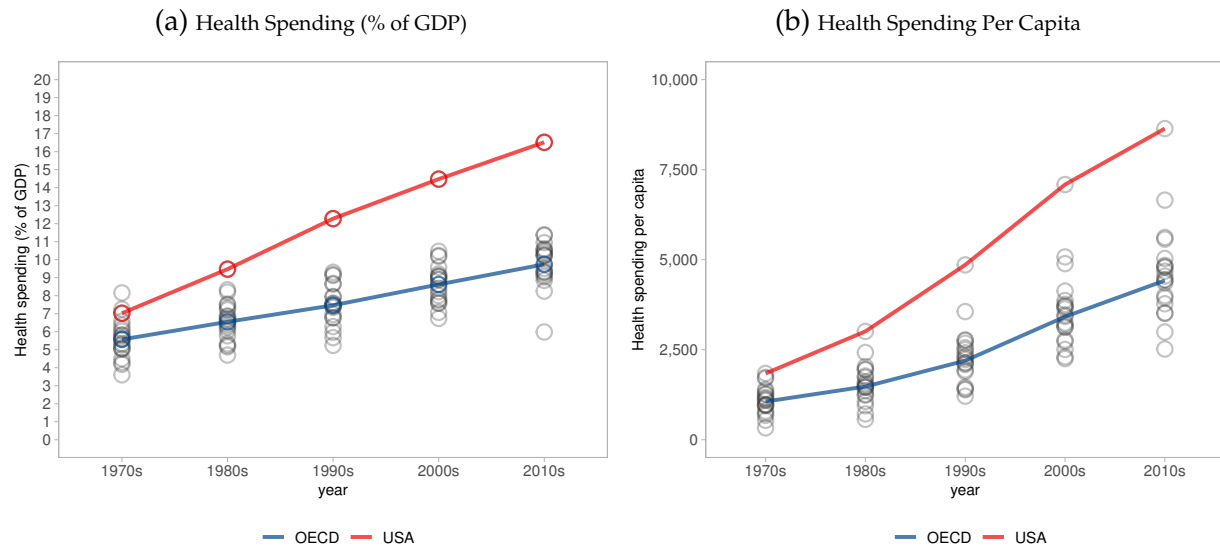 (a) Health Spending (% of GDP)
Health spending (% of GDP)
20
19
18
17
16
15
14
13
12
11
10
9
8
7
6
5
4
3
2
1
0
1970s 1980s 1990s 2000s 2010s
year
OECD USA
(b) Health Spending Per Capita
Health spending per capita
10,000
7,500
5,000
2,500
0
1970s 1980s 1990s 2000s 2010s
year
OECD USA